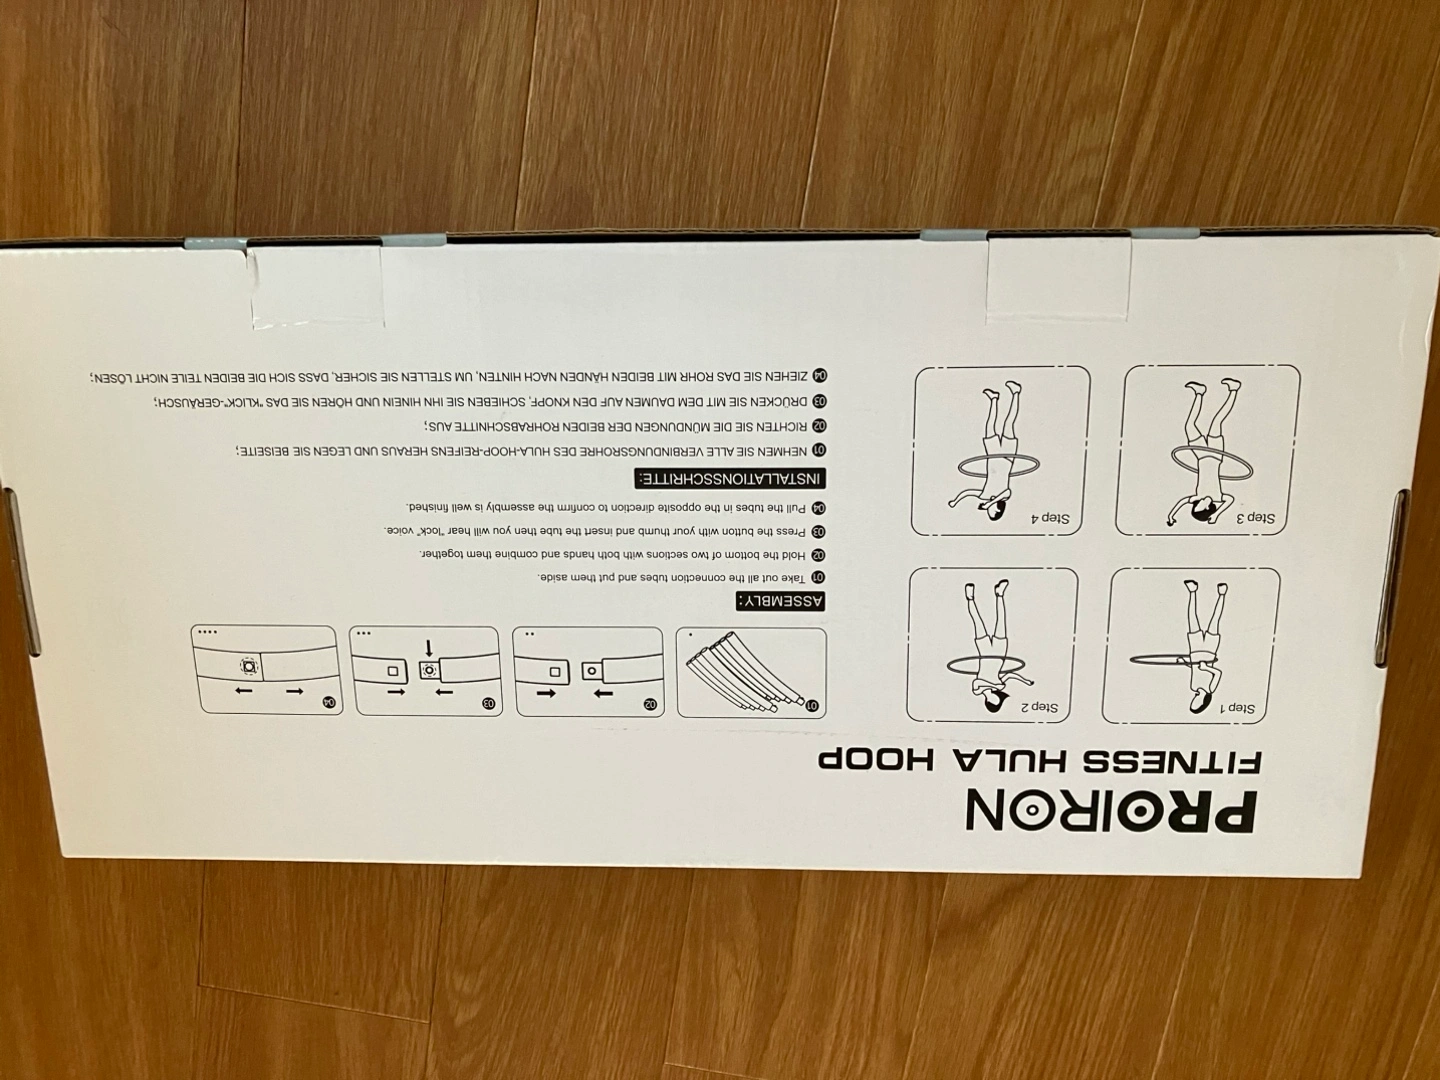 PROIRON
FITNESS HULA HOOP
Step 1
Step 2
Step 3
Step 4
01
02
03
04
ASSEMBLY:
01 Take out all the connection tubes and put them aside.
02 Hold the bottom of two sections with both hands and combine them together.
03 Press the button with your thumb and insert the tube then you will hear "lock" voice.
04 Pull the tubes in the opposite direction to confirm the assembly is well finished.
INSTALLATIONSSCHRITTE:
01 NEHMEN SIE ALLE VERBINDUNGSROHRE DES HULA-HOOP-REIFENS HERAUS UND LEGEN SIE BEISEITE;
02 RICHTEN SIE DIE MÜNDUNGEN DER BEIDEN ROHRABSCHNITTE AUS;
03 DRÜCKEN SIE MIT DEM DAUMEN AUF DEN KNOPF, SCHIEBEN SIE IHN HINEIN UND HÖREN SIE DAS "KLICK"-GERÄUSCH;
04 ZIEHEN SIE DAS ROHR MIT BEIDEN HÄNDEN NACH HINTEN, UM STELLEN SIE SICHER, DASS SICH DIE BEIDEN TEILE NICHT LÖSEN;